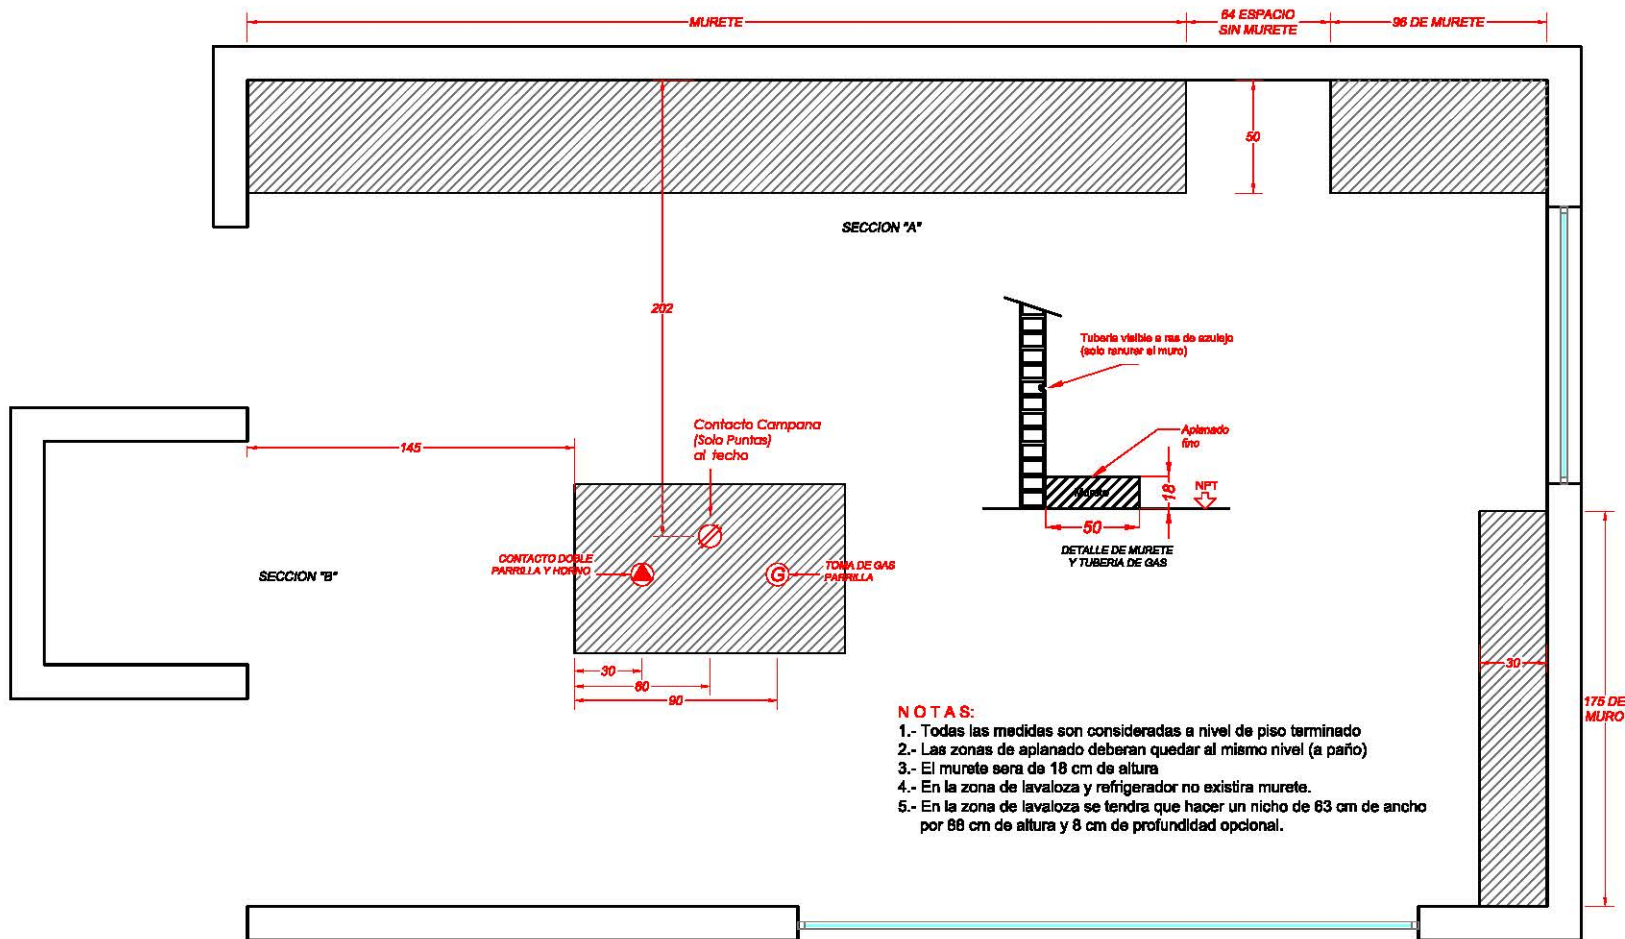 MURETE
64 ESPACIO
SIN MURETE
96 DE MURETE
50
SECCION "A"
202
Tuberia visible a ras de azulejo
(solo ranurar el muro)
Contacto Campana
(Solo Puntas)
al techo
145
Aplanado
fino
Murete
18
NPT
50
DETALLE DE MURETE
Y TUBERIA DE GAS
CONTACTO DOBLE
PARRILLA Y HORNO
G
TOMA DE GAS
PARRILLA
SECCION "B"
30
60
90
30
175 DE
MURO
N O T A S:
1.- Todas las medidas son consideradas a nivel de piso terminado
2.- Las zonas de aplanado deberan quedar al mismo nivel (a paño)
3.- El murete sera de 18 cm de altura
4.- En la zona de lavaloza y refrigerador no existira murete.
5.- En la zona de lavaloza se tendra que hacer un nicho de 63 cm de ancho
por 88 cm de altura y 8 cm de profundidad opcional.